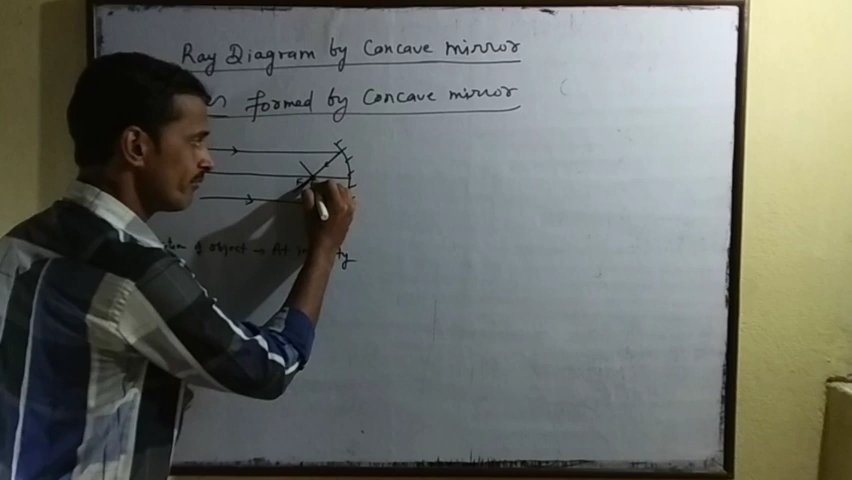 Ray Diagram by Concave mirror
formed by Concave mirror
of object → At